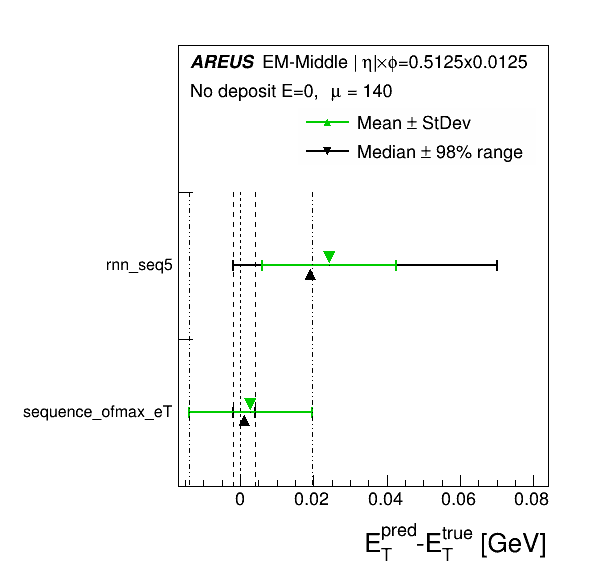 AREUS EM-Middle | η|×ϕ=0.5125x0.0125
No deposit E=0, μ = 140
Mean ± StDev
Median ± 98% range
rnn_seq5
sequence_ofmax_eT
0 0.02 0.04 0.06 0.08
E_T^pred-E_T^true [GeV]